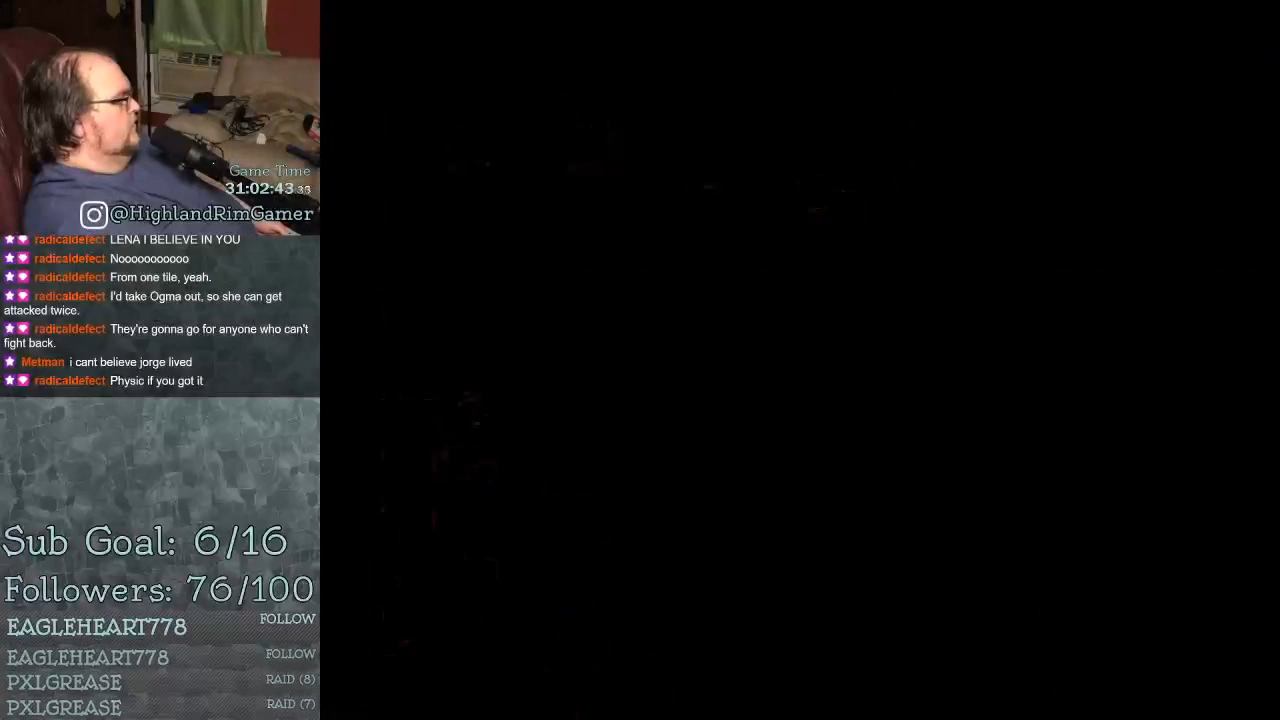 Game Time
31:02:43
@HighlandRimGamer
radicaldefect LENA I BELIEVE IN YOU
radicaldefect Nooooooooooo
radicaldefect From one tile, yeah.
radicaldefect I'd take Ogma out, so she can get
attacked twice.
radicaldefect They're gonna go for anyone who can't
fight back.
Metman i cant believe jorge lived
radicaldefect Physic if you got it
Sub Goal: 6/16
Followers: 76/100
EAGLEHEART778 FOLLOW
EAGLEHEART778 FOLLOW
PXLGREASE RAID (8)
PXLGREASE RAID (7)